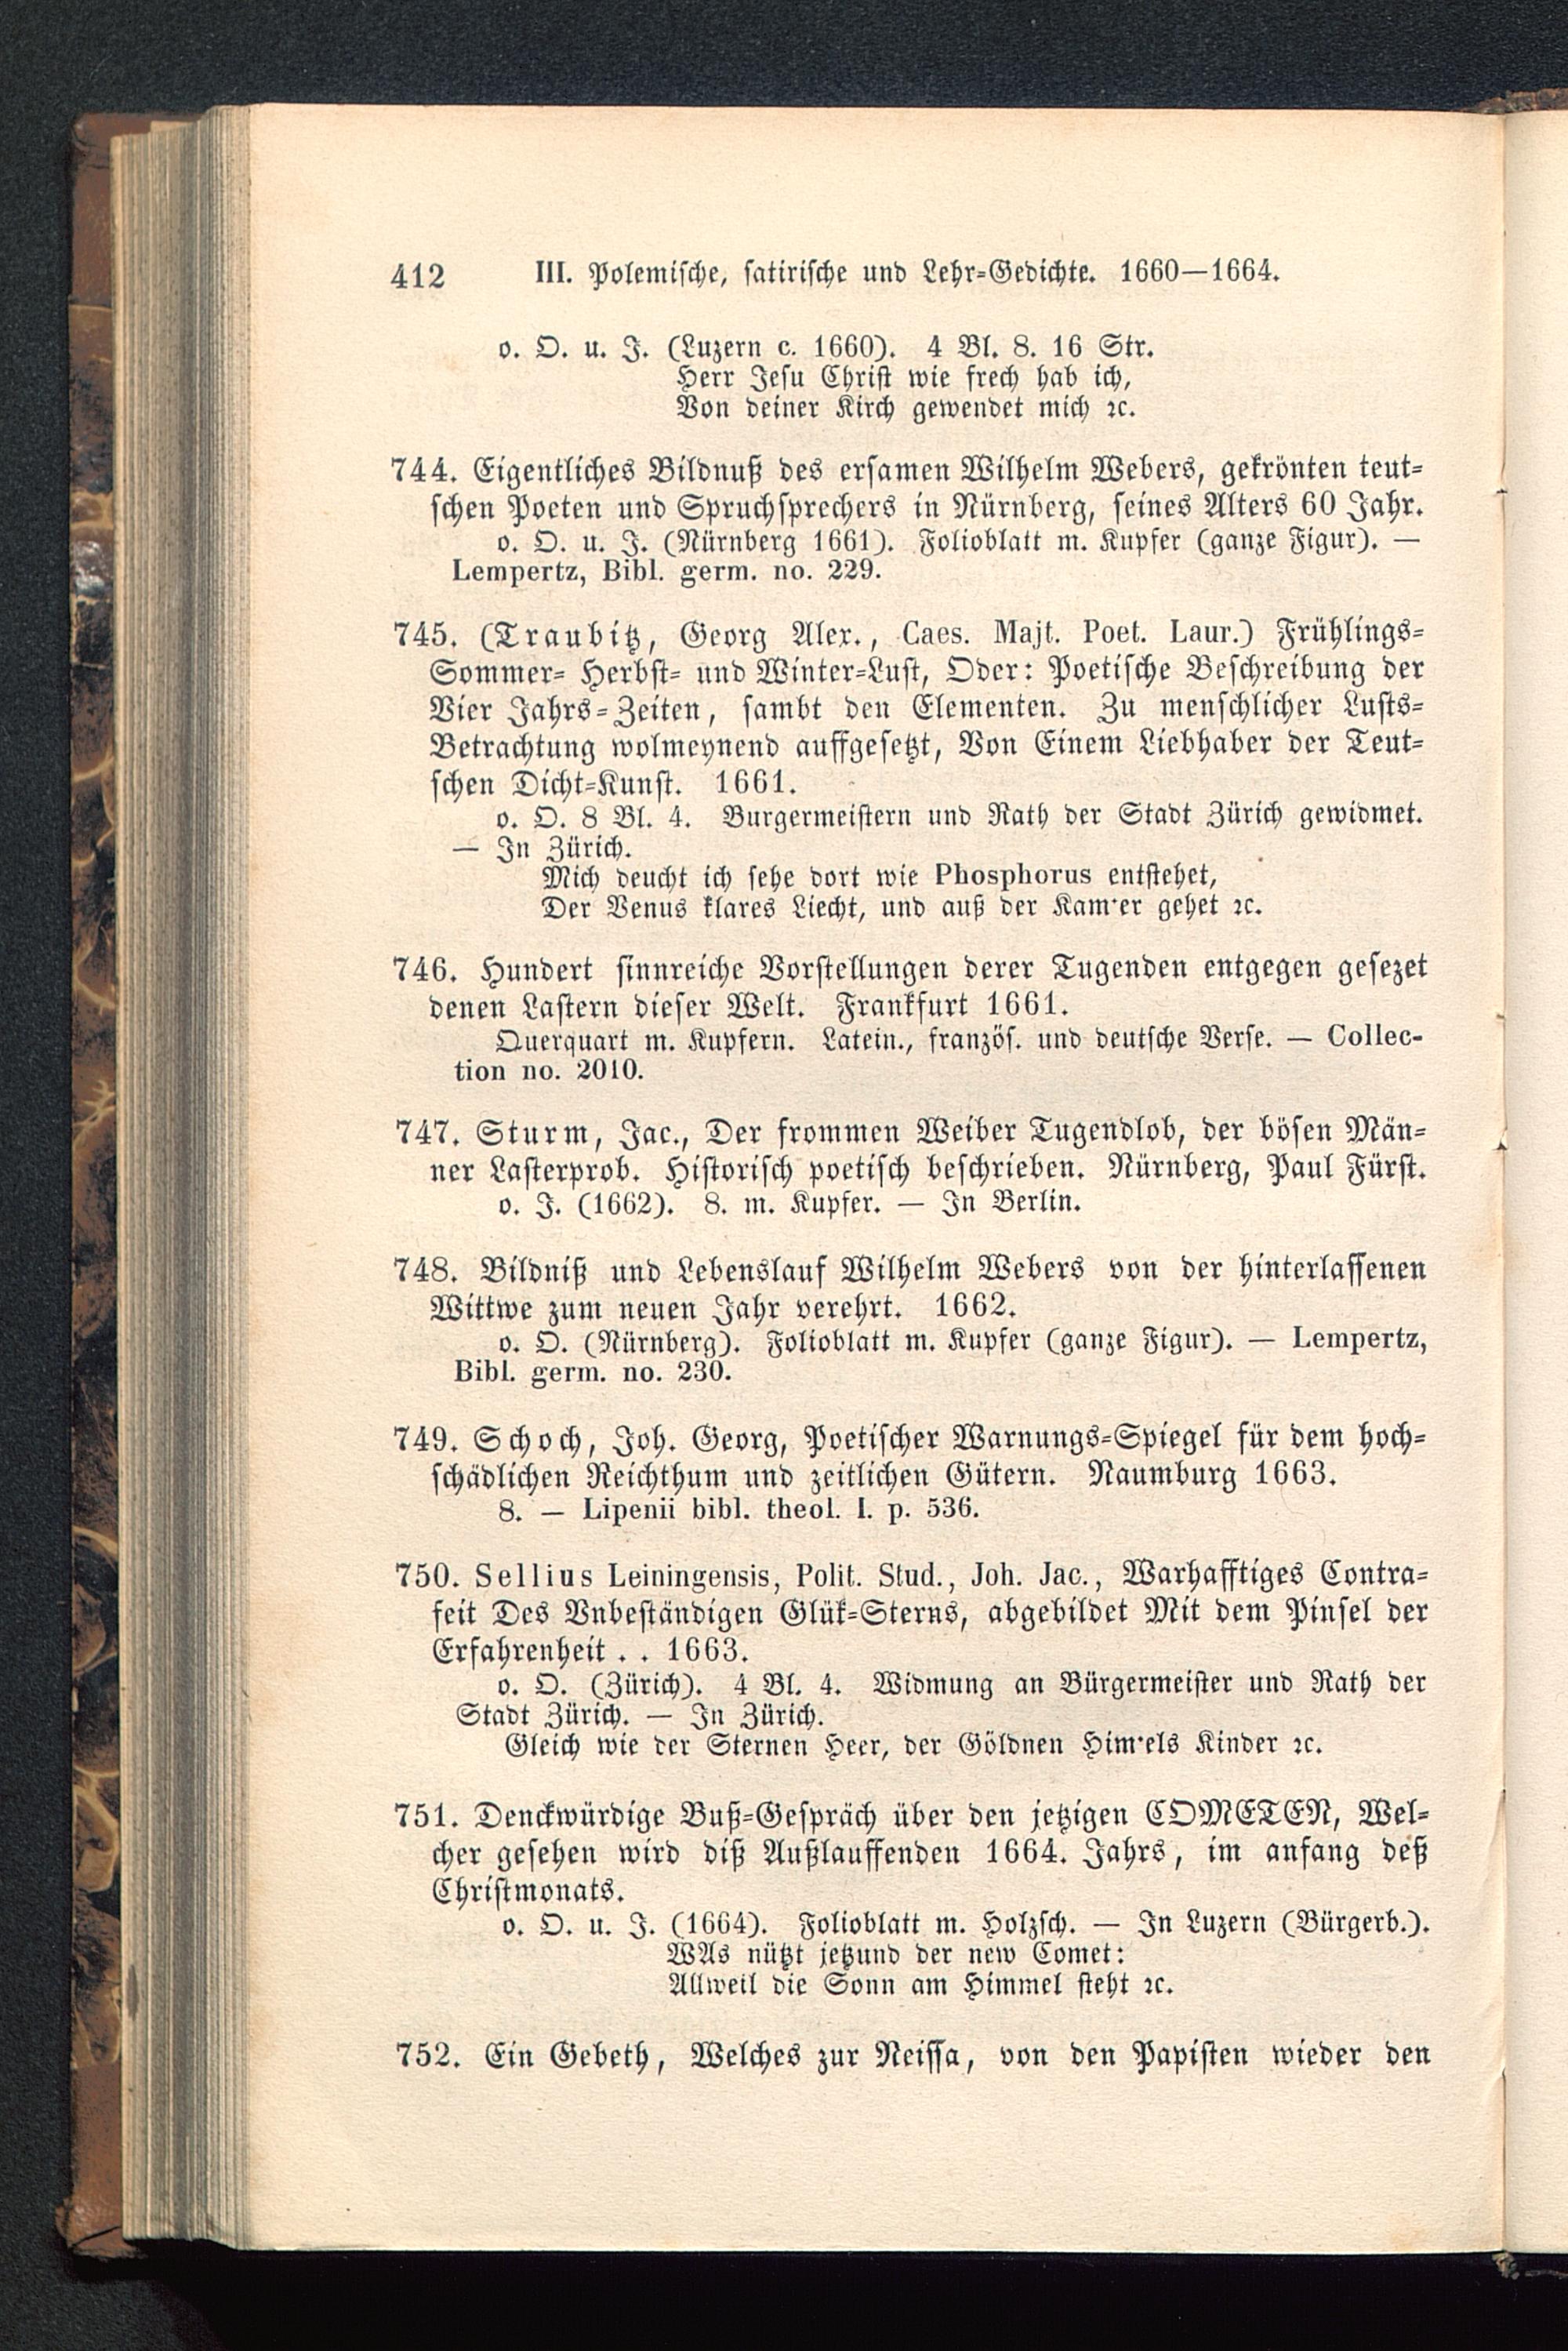 412 III. Polemische, satirische und Lehr-Gedichte. 1660—1664.
o. O. u. J. (Luzern c. 1660). 4 Bl. 8. 16 Str.
Herr Jesu Christ wie frech hab ich,
Von deiner Kirch gewendet mich ꝛc.
744. Eigentliches Bildnuß des ersamen Wilhelm Webers, gekrönten teut-
schen Poeten und Spruchsprechers in Nürnberg, seines Alters 60 Jahr.
o. O. u. J. (Nürnberg 1661). Folioblatt m. Kupfer (ganze Figur). —
Lempertz, Bibl. germ. no. 229.
745. (Traubitz, Georg Alex., Caes. Majt. Poet. Laur.) Frühlings-
Sommer- Herbst- und Winter-Lust, Oder: Poetische Beschreibung der
Vier Jahrs-Zeiten, sambt den Elementen. Zu menschlicher Lusts-
Betrachtung wolmeynend auffgesetzt, Von Einem Liebhaber der Teut-
schen Dicht-Kunst. 1661.
o. O. 8 Bl. 4. Burgermeistern und Rath der Stadt Zürich gewidmet.
— In Zürich.
Mich deucht ich sehe dort wie Phosphorus entstehet,
Der Venus klares Liecht, und auß der Kam̄er gehet ꝛc.
746. Hundert sinnreiche Vorstellungen derer Tugenden entgegen gesezet
denen Lastern dieser Welt. Frankfurt 1661.
Querquart m. Kupfern. Latein., französ. und deutsche Verse. — Collec-
tion no. 2010.
747. Sturm, Jac., Der frommen Weiber Tugendlob, der bösen Män-
ner Lasterprob. Historisch poetisch beschrieben. Nürnberg, Paul Fürst.
o. J. (1662). 8. m. Kupfer. — In Berlin.
748. Bildniß und Lebenslauf Wilhelm Webers von der hinterlassenen
Wittwe zum neuen Jahr verehrt. 1662.
o. O. (Nürnberg). Folioblatt m. Kupfer (ganze Figur). — Lempertz,
Bibl. germ. no. 230.
749. Schoch, Joh. Georg, Poetischer Warnungs-Spiegel für dem hoch-
schädlichen Reichthum und zeitlichen Gütern. Naumburg 1663.
8. — Lipenii bibl. theol. I. p. 536.
750. Sellius Leiningensis, Polit. Stud., Joh. Jac., Warhafftiges Contra-
feit Des Vnbeständigen Glük-Sterns, abgebildet Mit dem Pinsel der
Erfahrenheit . . 1663.
o. O. (Zürich). 4 Bl. 4. Widmung an Bürgermeister und Rath der
Stadt Zürich. — In Zürich.
Gleich wie der Sternen Heer, der Göldnen Him̄els Kinder ꝛc.
751. Denckwürdige Buß-Gespräch über den jetzigen COMETEN, Wel-
cher gesehen wird diß Außlauffenden 1664. Jahrs, im anfang deß
Christmonats.
o. O. u. J. (1664). Folioblatt m. Holzsch. — In Luzern (Bürgerb.).
WAs nützt jetzund der new Comet:
Allweil die Sonn am Himmel steht ꝛc.
752. Ein Gebeth, Welches zur Neissa, von den Papisten wieder den